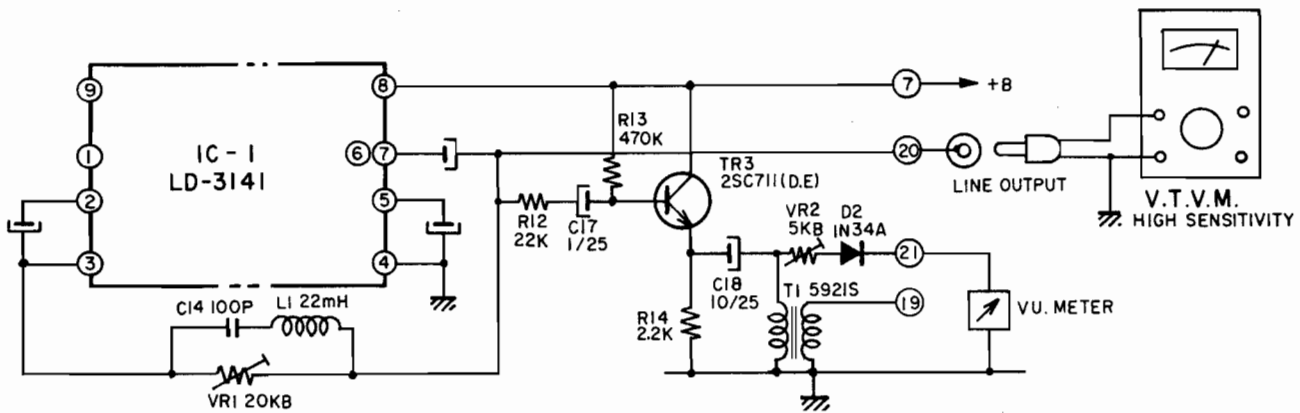 9
8
7
+B
R13
470K
IC-1
LD-3141
1
6
7
20
LINE OUTPUT
V.T.V.M.
HIGH SENSITIVITY
TR3
2SC711(D.E)
2
5
R12
22K
C17
1/25
VR2
5KB
D2
1N34A
21
3
4
C18
10/25
T1 5921S
19
VU. METER
C14 100P
L1 22mH
R14
2.2K
VR1 20KB